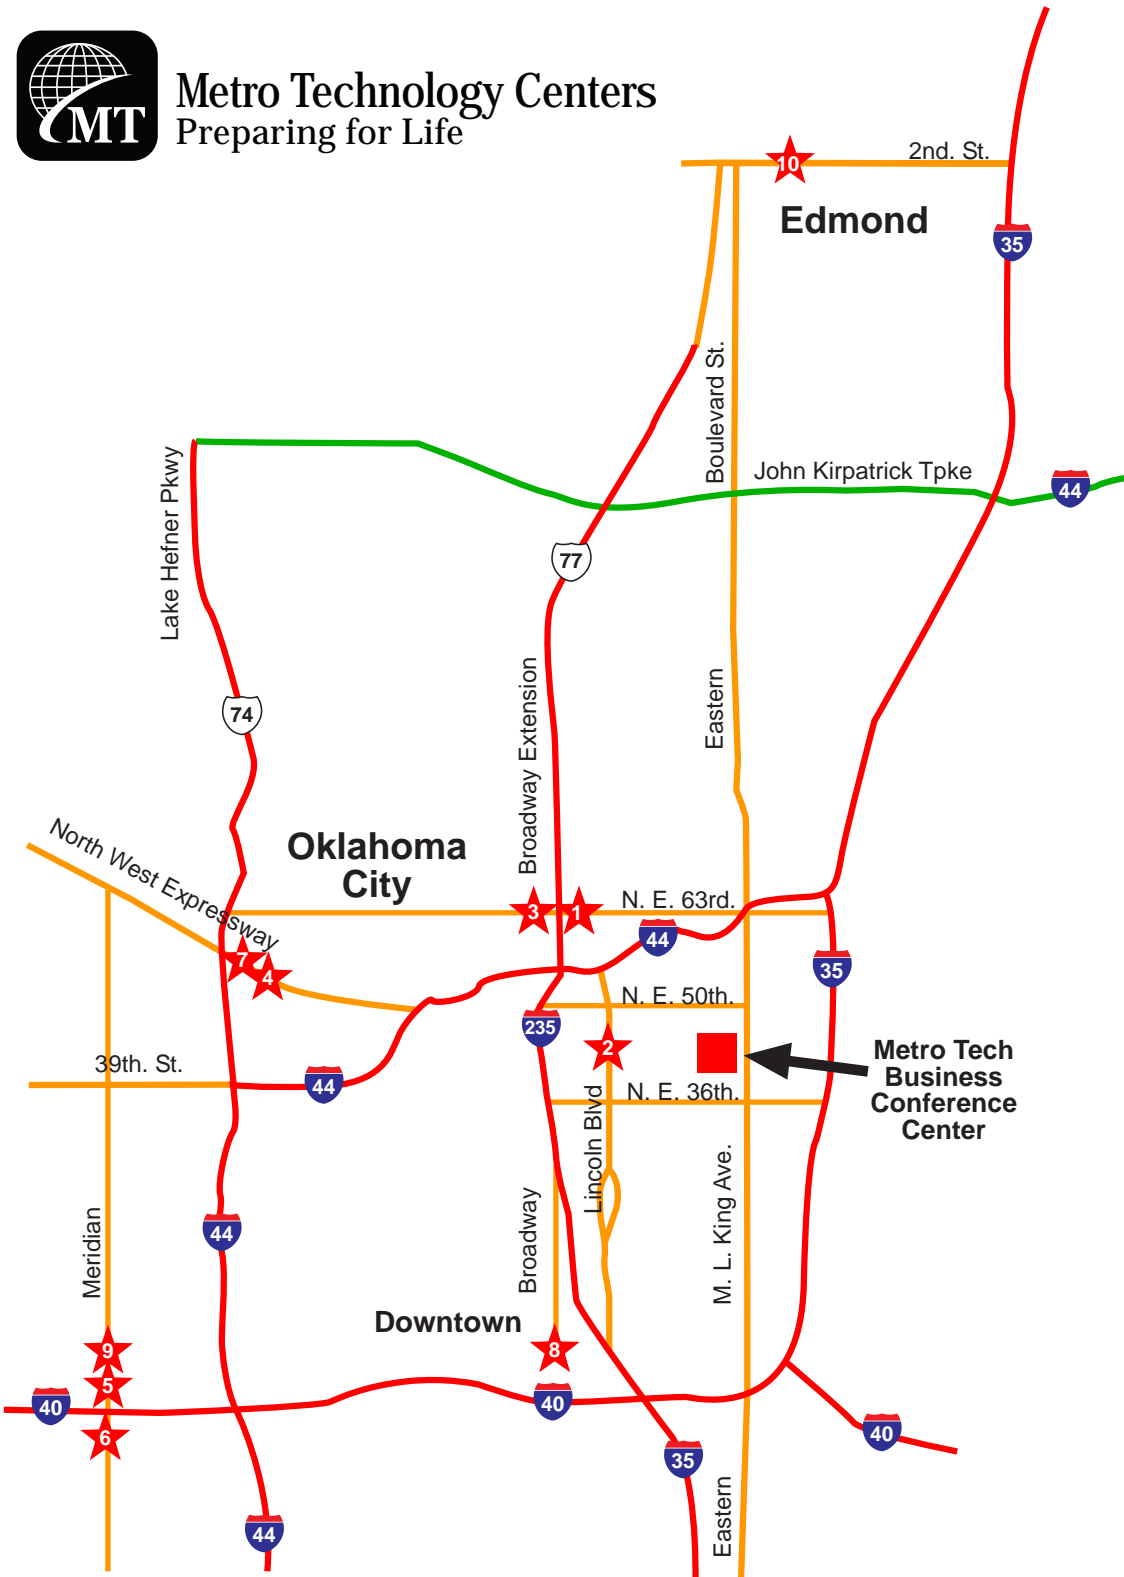 MT
Metro Technology Centers
Preparing for Life
10
2nd. St.
Edmond
35
Boulevard St.
Lake Hefner Pkwy
John Kirpatrick Tpke
44
77
74
Broadway Extension
Eastern
North West Expressway
Oklahoma
City
3
1
N. E. 63rd.
44
7
4
35
N. E. 50th.
235
2
Metro Tech
Business
Conference
Center
39th. St.
44
N. E. 36th.
Lincoln Blvd
M. L. King Ave.
Meridian
44
Broadway
Downtown
9
8
5
40
40
6
40
35
Eastern
44